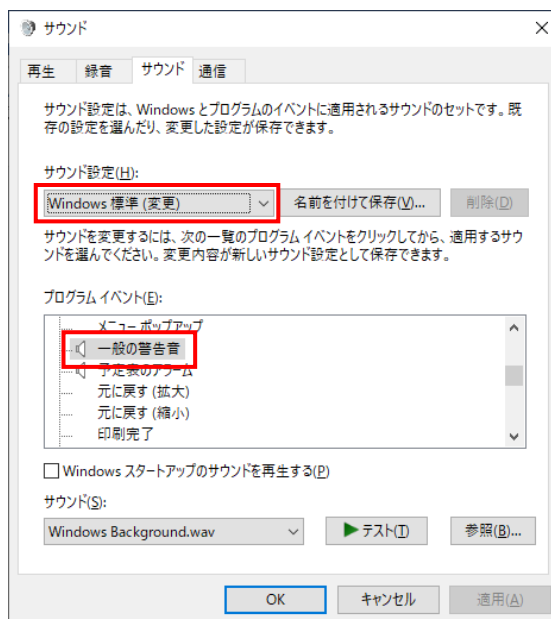 サウンド
再生 録音 サウンド 通信
サウンド設定は、Windows とプログラムのイベントに適用されるサウンドのセットです。既
存の設定を選んだり、変更した設定が保存できます。
サウンド設定(H):
Windows 標準 (変更) 名前を付けて保存(V)... 削除(D)
サウンドを変更するには、次の一覧のプログラム イベントをクリックしてから、適用するサウ
ンドを選んでください。変更内容が新しいサウンド設定として保存できます。
プログラム イベント(E):
メニュー ポップアップ
一般の警告音
予定表のアラーム
元に戻す (拡大)
元に戻す (縮小)
印刷完了
Windows スタートアップのサウンドを再生する(P)
サウンド(S):
Windows Background.wav テスト(T) 参照(B)...
OK キャンセル 適用(A)